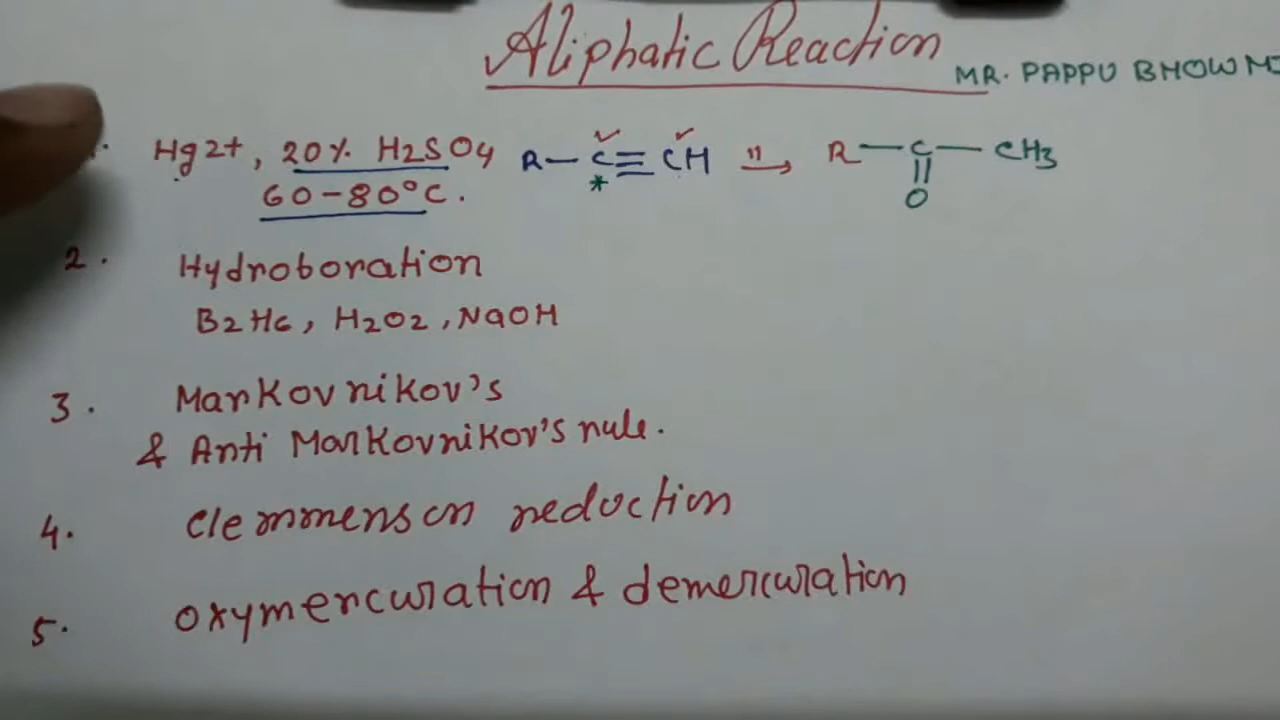 Aliphatic Reaction
MR. PAPPU BHOWM
Hg2+, 20% H2SO4 R—C≡CH ⇒ R—C—CH3
60-80°C. * O
2. Hydroboration
B2H6, H2O2, NaOH
3. Markovnikov's
& Anti Markovnikov's rule.
4. Clemmenson reduction
5. oxymercuration & demercuration